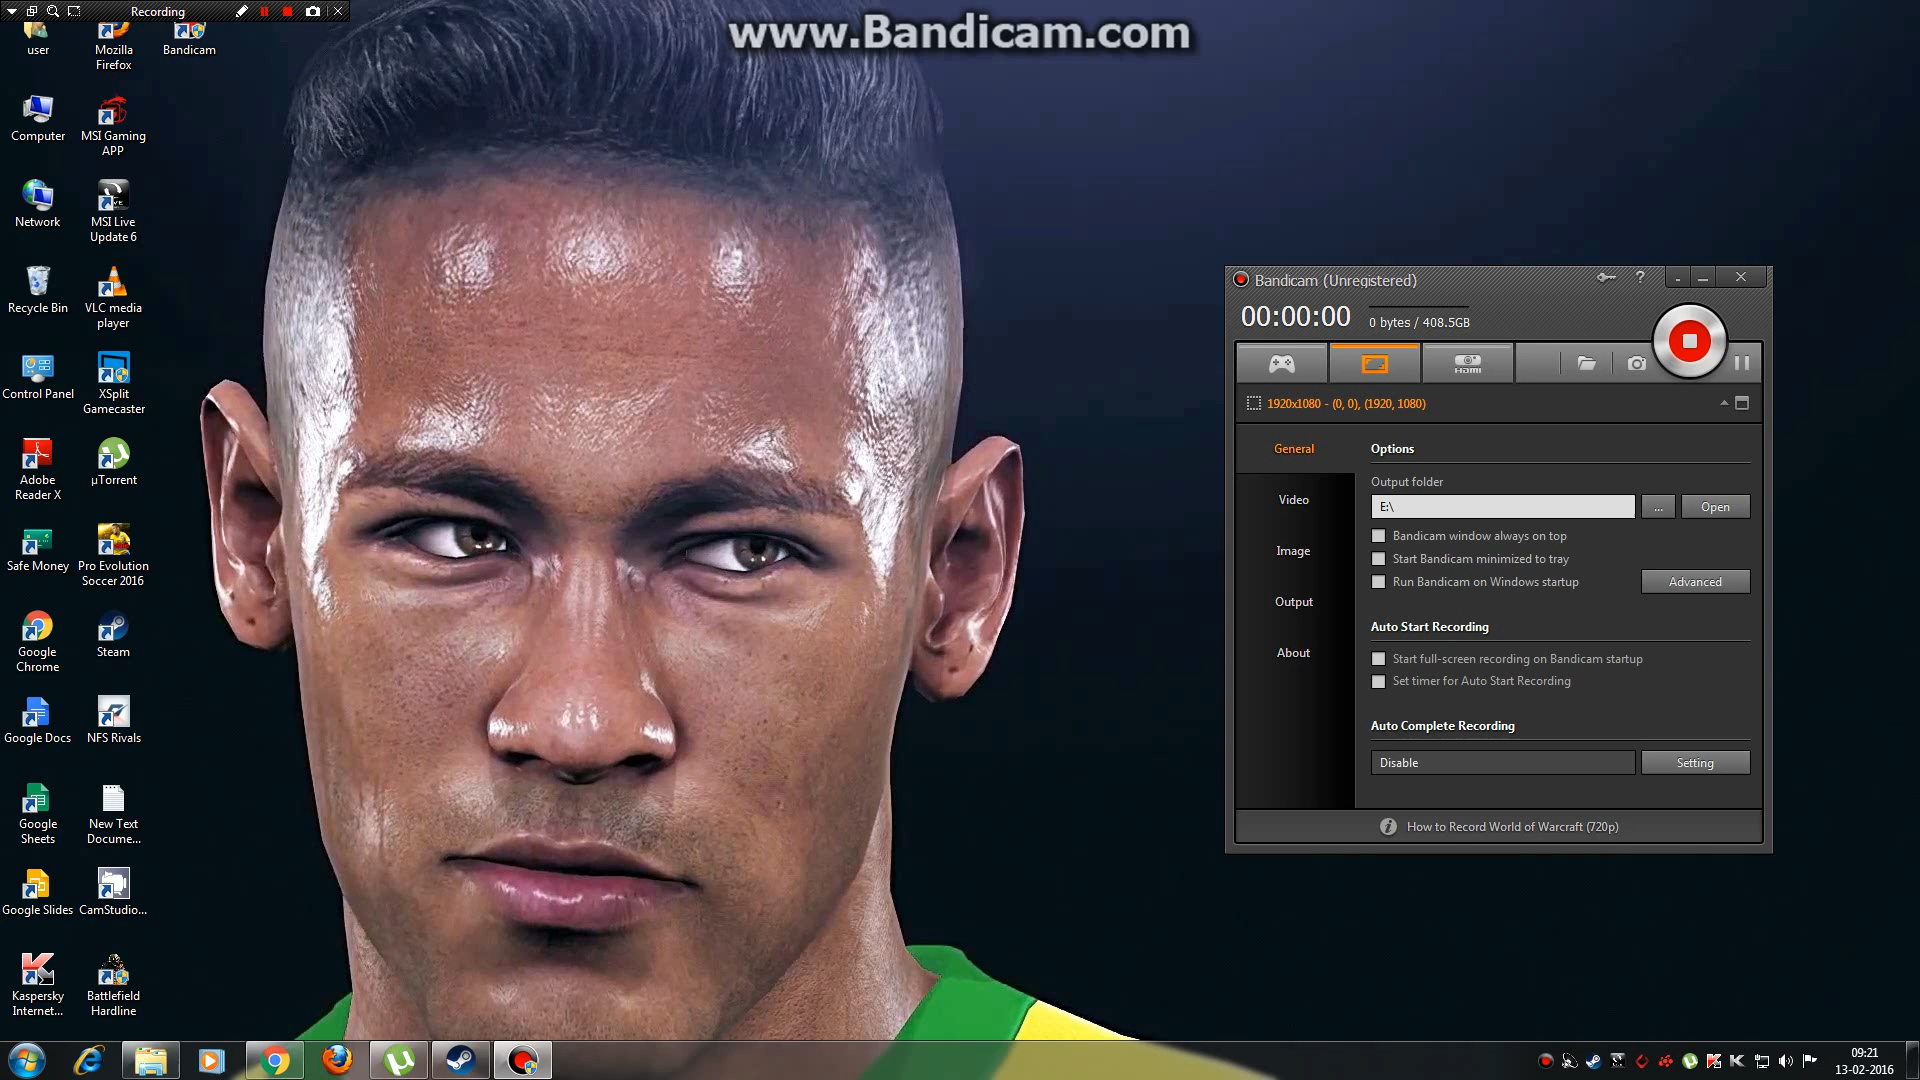 Recording
www.Bandicam.com
user
Mozilla
Firefox
Bandicam
Computer
MSI Gaming
APP
Network
MSI Live
Update 6
Recycle Bin
VLC media
player
Control Panel
XSplit
Gamecaster
Adobe
Reader X
µTorrent
Safe Money
Pro Evolution
Soccer 2016
Google
Chrome
Steam
Google Docs
NFS Rivals
Google
Sheets
New Text
Docume...
Google Slides
CamStudio...
Kaspersky
Internet...
Battlefield
Hardline
Bandicam (Unregistered)
?
00:00:00
0 bytes / 408.5GB
HDMI
1920x1080 - (0, 0), (1920, 1080)
General
Video
Image
Output
About
Options
Output folder
E:\
...
Open
Bandicam window always on top
Start Bandicam minimized to tray
Run Bandicam on Windows startup
Advanced
Auto Start Recording
Start full-screen recording on Bandicam startup
Set timer for Auto Start Recording
Auto Complete Recording
Disable
Setting
How to Record World of Warcraft (720p)
09:21
13-02-2016